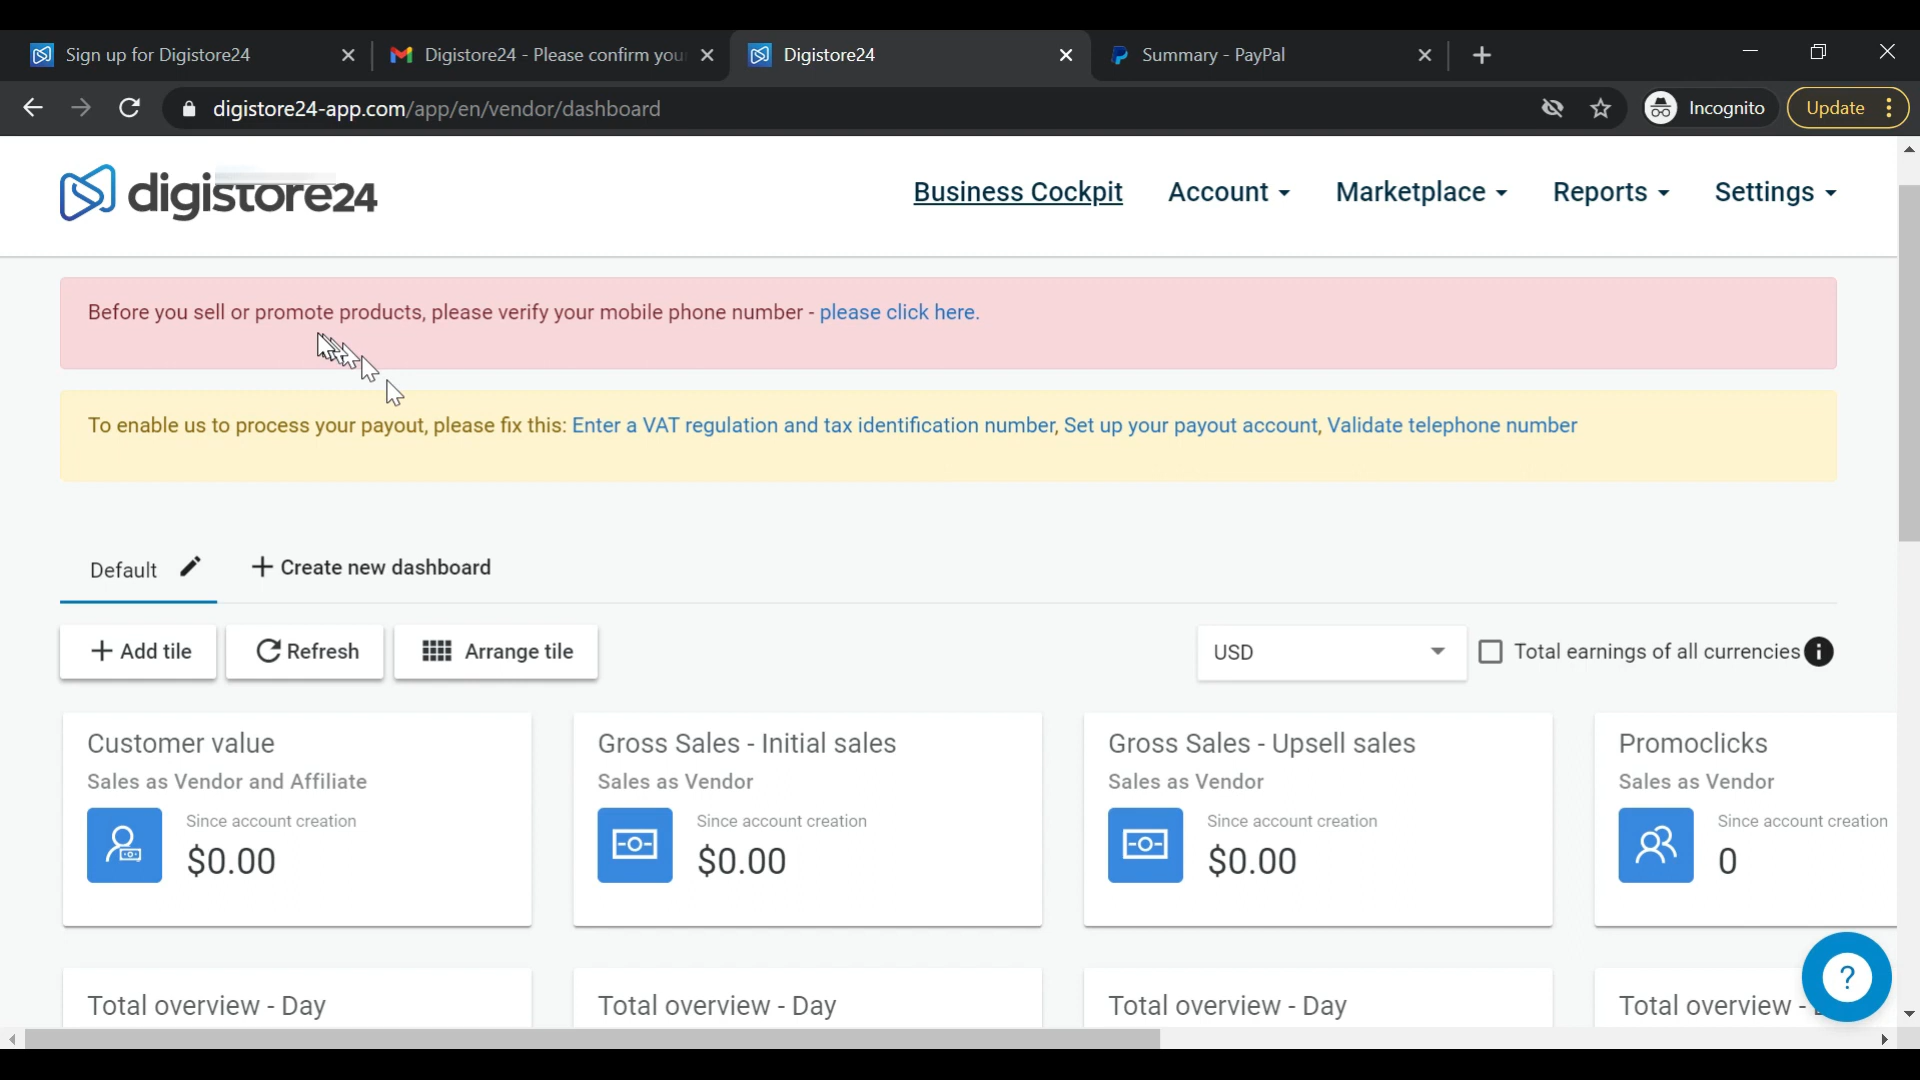 Sign up for Digistore24
Digistore24 - Please confirm you
Digistore24
Summary - PayPal
digistore24-app.com/app/en/vendor/dashboard
Incognito
Update
digistore24
Business Cockpit
Account
Marketplace
Reports
Settings
Before you sell or promote products, please verify your mobile phone number - please click here.
To enable us to process your payout, please fix this: Enter a VAT regulation and tax identification number, Set up your payout account, Validate telephone number
Default
+ Create new dashboard
+ Add tile
Refresh
Arrange tile
USD
Total earnings of all currencies
Customer value
Sales as Vendor and Affiliate
Since account creation
$0.00
Gross Sales - Initial sales
Sales as Vendor
Since account creation
$0.00
Gross Sales - Upsell sales
Sales as Vendor
Since account creation
$0.00
Promoclicks
Sales as Vendor
Since account creation
0
Total overview - Day
Total overview - Day
Total overview - Day
Total overview -
?